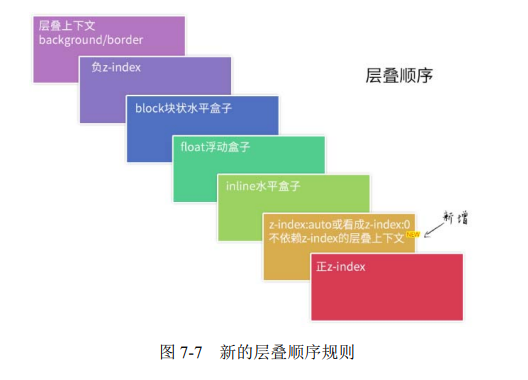 层叠上下文
background/border
负z-index
层叠顺序
block块状水平盒子
float浮动盒子
inline水平盒子
z-index:auto或看成z-index:0
不依赖z-index的层叠上下文
NEW
新增
正z-index
图 7-7 新的层叠顺序规则